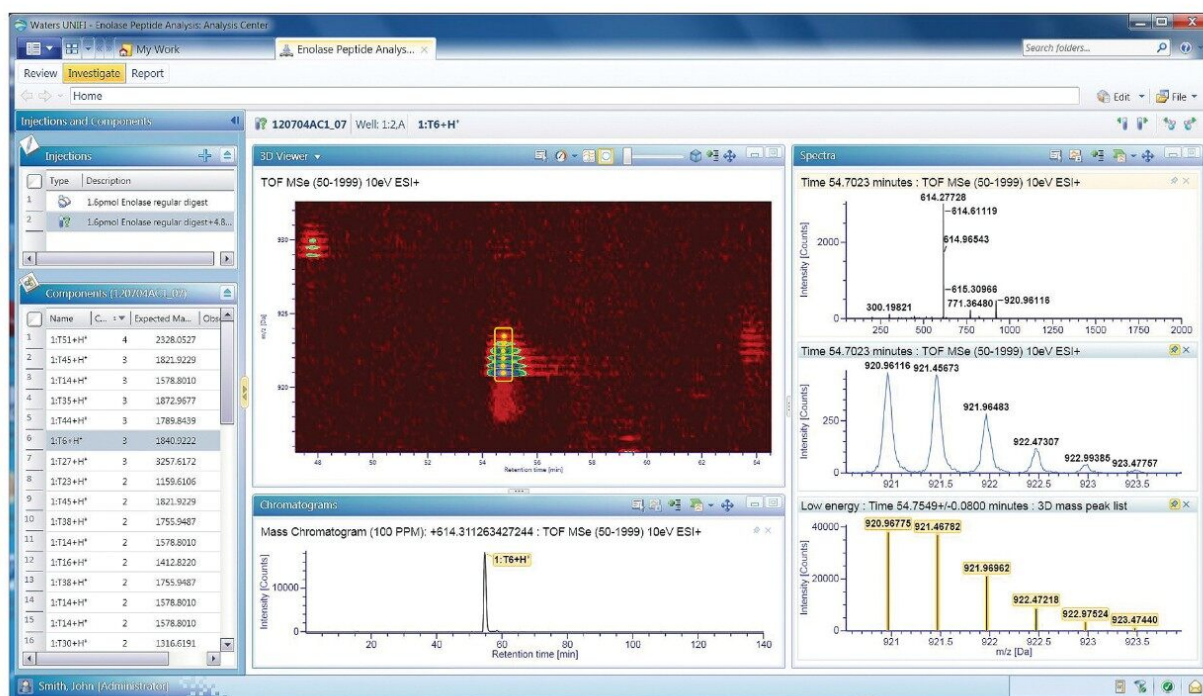 Waters UNIFI - Enolase Peptide Analysis: Analysis Center
My Work
Enolase Peptide Analys...
Search folders...
Review Investigate Report
Home
Edit
File
Injections and Components
120704AC1_07 Well: 1:2,A 1:T6+H⁺
Injections
Type Description
1 1.6pmol Enolase regular digest
2 1.6pmol Enolase regular digest+4.8...
Components (120704AC1_07)
Name C... Expected Ma... Obs
1 1:T51+H⁺ 4 2328.0527
2 1:T45+H⁺ 3 1821.9229
3 1:T14+H⁺ 3 1578.8010
4 1:T35+H⁺ 3 1872.9677
5 1:T44+H⁺ 3 1789.8439
6 1:T6+H⁺ 3 1840.9222
7 1:T27+H⁺ 3 3257.6172
8 1:T23+H⁺ 2 1159.6106
9 1:T45+H⁺ 2 1821.9229
10 1:T38+H⁺ 2 1755.9487
11 1:T14+H⁺ 2 1578.8010
12 1:T16+H⁺ 2 1412.8220
13 1:T38+H⁺ 2 1755.9487
14 1:T14+H⁺ 2 1578.8010
15 1:T14+H⁺ 2 1578.8010
16 1:T30+H⁺ 2 1316.6191
3D Viewer
TOF MSe (50-1999) 10eV ESI+
m/z [Da]
930
925
920
48 50 52 54 56 58 60 62 64
Retention time [min]
Chromatograms
Mass Chromatogram (100 PPM): +614.311263427244 : TOF MSe (50-1999) 10eV ESI+
1:T6+H⁺
Intensity [Counts]
10000
0
20 40 60 80 100 120 140
Retention time [min]
Spectra
Time 54.7023 minutes : TOF MSe (50-1999) 10eV ESI+
614.27728
614.61119
614.96543
615.30966
300.19821
771.36480
920.96116
Intensity [Counts]
2000
0
250 500 750 1000 1250 1500 1750 2000
Time 54.7023 minutes : TOF MSe (50-1999) 10eV ESI+
920.96116
921.45673
921.96483
922.47307
922.99385
923.47757
Intensity [Counts]
250
0
921 921.5 922 922.5 923 923.5
Low energy : Time 54.7549+/-0.0800 minutes : 3D mass peak list
920.96775
921.46782
921.96962
922.47218
922.97524
923.47440
Intensity [Counts]
40000
20000
0
921 921.5 922 922.5 923 923.5
m/z [Da]
Smith, John [Administrator]